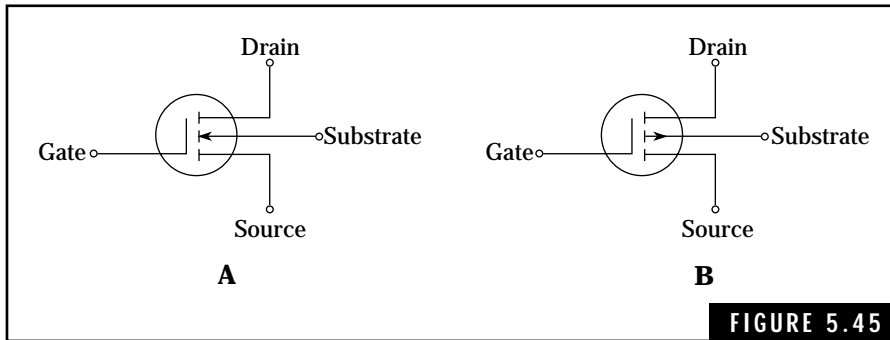 Drain
Drain
Gate
Substrate
Gate
Substrate
Source
Source
A
B
FIGURE 5.45